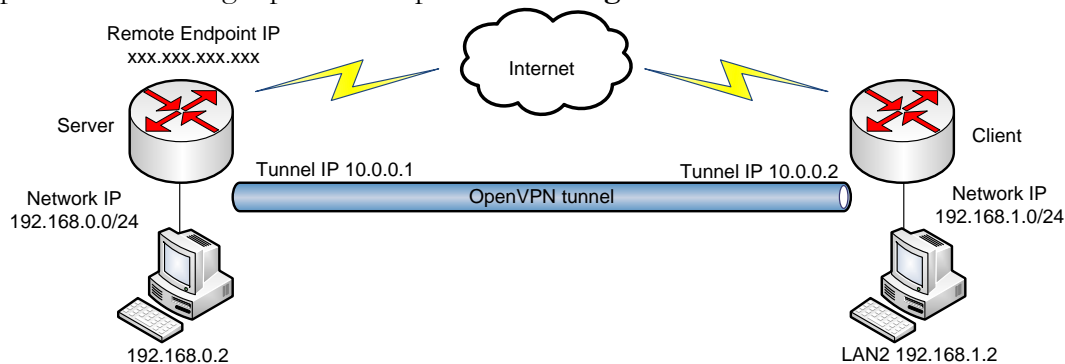 Remote Endpoint IP
xxx.xxx.xxx.xxx
Internet
Server
Client
Tunnel IP 10.0.0.1
Tunnel IP 10.0.0.2
OpenVPN tunnel
Network IP
192.168.0.0/24
Network IP
192.168.1.0/24
192.168.0.2
LAN2 192.168.1.2